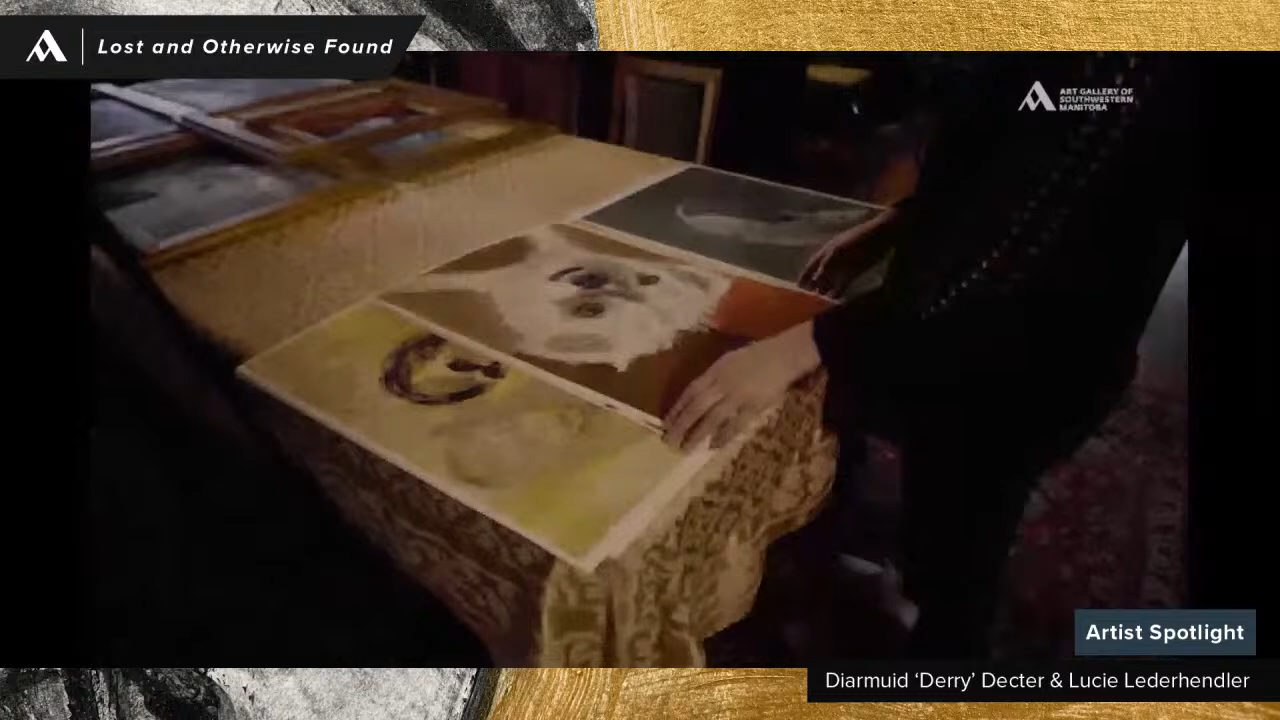 Lost and Otherwise Found
ART GALLERY OF
SOUTHWESTERN
MANITOBA
Artist Spotlight
Diarmuid ‘Derry’ Decter & Lucie Lederhendler